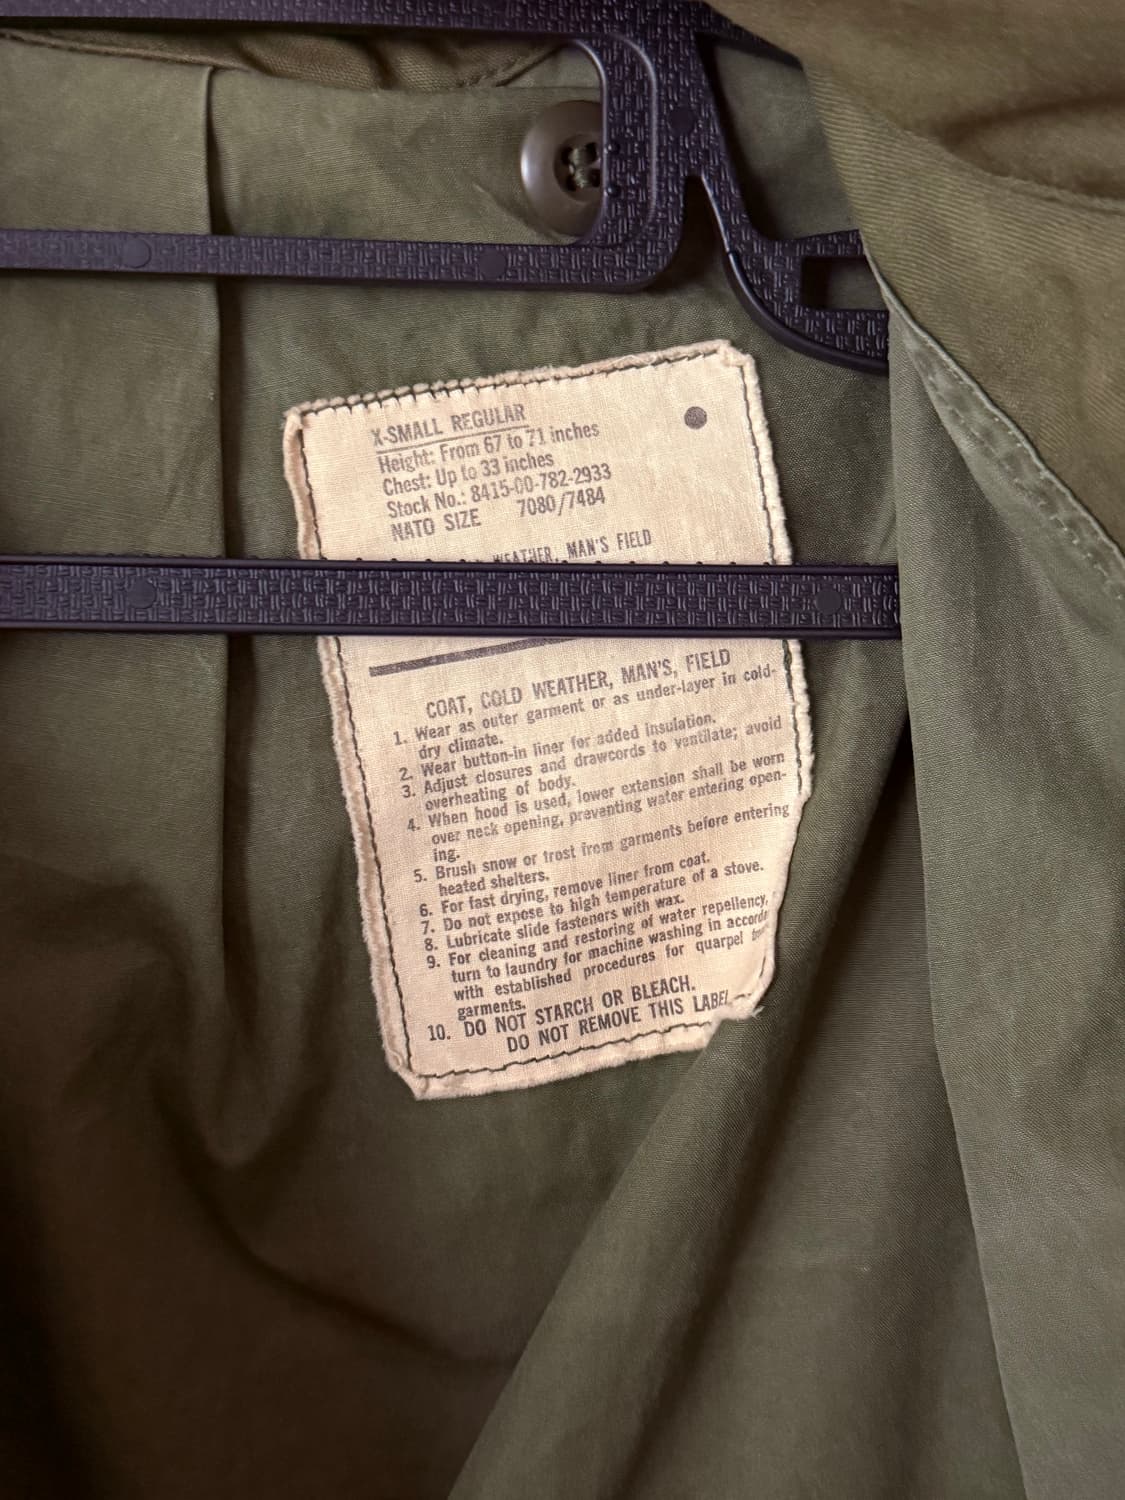 X-SMALL REGULAR
Height: From 67 to 71 inches
Chest: Up to 33 inches
Stock No.: 8415-00-782-2933
NATO SIZE 7080/7484
WEATHER, MAN'S FIELD
COAT, COLD WEATHER, MAN'S, FIELD
1. Wear as outer garment or as under-layer in cold-
dry climate.
2. Wear button-in liner for added insulation.
3. Adjust closures and drawcords to ventilate; avoid
overheating of body.
4. When hood is used, lower extension shall be worn
over neck opening, preventing water entering open-
ing.
5. Brush snow or frost from garments before entering
heated shelters.
6. For fast drying, remove liner from coat.
7. Do not expose to high temperature of a stove.
8. Lubricate slide fasteners with wax.
9. For cleaning and restoring of water repellency,
turn to laundry for machine washing in accord
with established procedures for quarpel
garments.
10. DO NOT STARCH OR BLEACH.
DO NOT REMOVE THIS LABEL